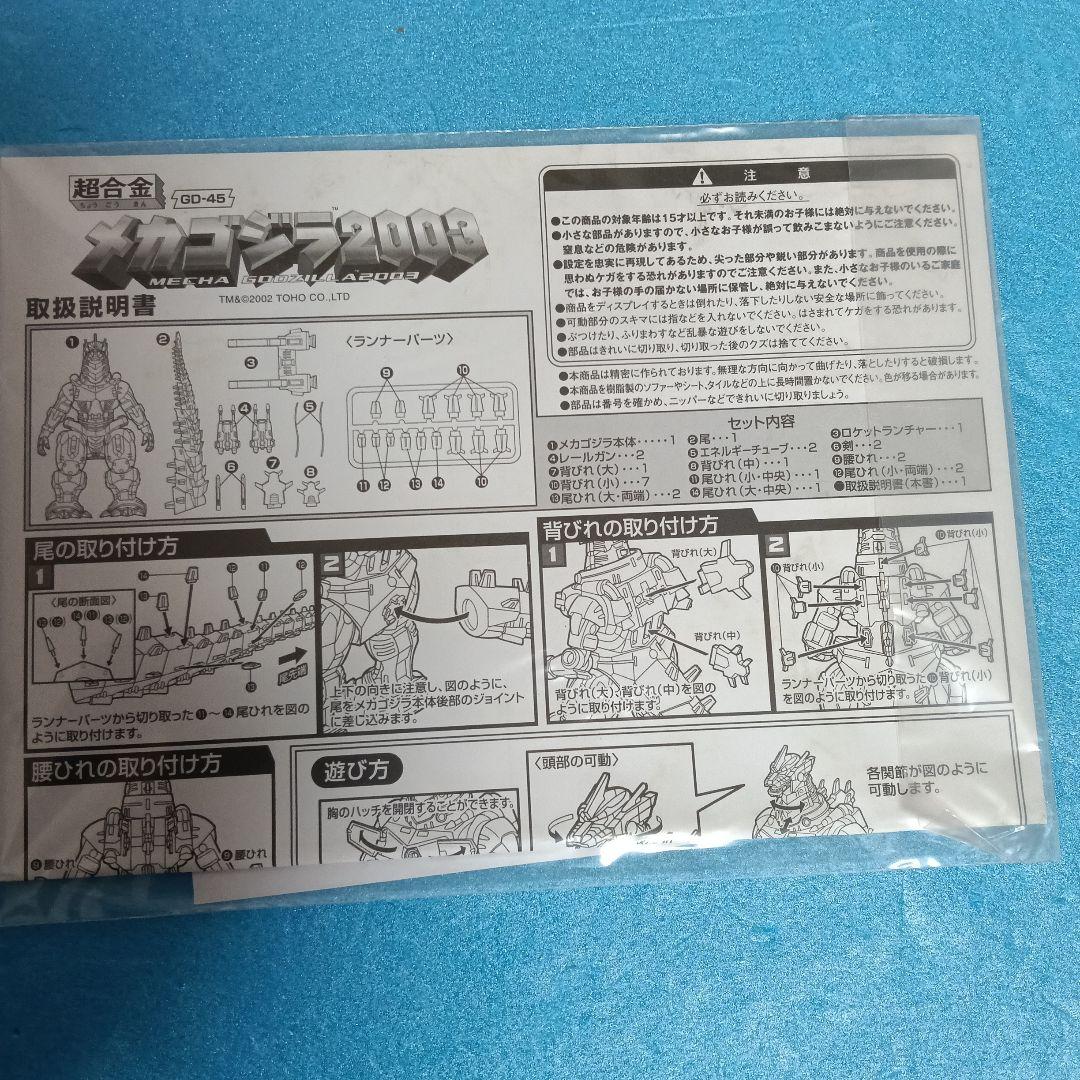 超合金
ちょうごうきん
GD-45
メカゴジラ2003
™
MECHA GODZILLA2003
TM&©2002 TOHO CO.,LTD
取扱説明書
❶
❷
❸
❹
❺
❻
❼
❽
〈ランナーパーツ〉
❾
❿
⓫
⓬
⓭
⓮
❿
注意
必ずお読みください。
●この商品の対象年齢は15才以上です。それ未満のお子様には絶対に与えないでください。
●小さな部品がありますので、小さなお子様が誤って飲みこまないようにご注意ください。
窒息などの危険があります。
●設定を忠実に再現してあるため、尖った部分や鋭い部分があります。商品を使用の際に
思わぬケガをする恐れがありますのでご注意ください。また、小さなお子様のいるご家庭
では、お子様の手の届かない場所に保管し、絶対に与えないでください。
●商品をディスプレイするときは倒れたり、落下したりしない安全な場所に飾ってください。
●可動部分のスキマには指などを入れないでください。はさまれてケガをする恐れがあります。
●ぶつけたり、ふりまわすなど乱暴な遊びをしないでください。
●部品はきれいに切り取り、切り取った後のクズは捨ててください。
●本商品は精密に作られております。無理な方向に向かって曲げたり、落としたりすると破損します。
●本商品を樹脂製のソファーやシート、タイルなどの上に長時間置かないでください。色が移る場合があります。
●部品は番号を確かめ、ニッパーなどできれいに切り取りましょう。
セット内容
❶メカゴジラ本体・・・・・1 ❷尾・・・1 ❸ロケットランチャー・・・1
❹レールガン・・・2 ❺エネルギーチューブ・・・2 ❻剣・・・2
❼背びれ(大)・・・1 ❽背びれ(中)・・・1 ❾腰ひれ・・・2
❿背びれ(小)・・・7 ⓫尾ひれ(小・中央)・・・1 ⓬尾ひれ(小・両端)・・・2
⓭尾ひれ(大・両端)・・・2 ⓮尾ひれ(大・中央)・・・1 ●取扱説明書(本書)・・・1
尾の取り付け方
1
〈尾の断面図〉
尾先端
ランナーパーツから切り取った⓫～⓮尾ひれを図の
ように取り付けます。
2
上下の向きに注意し、図のように、
尾をメカゴジラ本体後部のジョイント
に差し込みます。
背びれの取り付け方
1
背びれ(大)
背びれ(中)
背びれ(大)、背びれ(中)を図の
ように取り付けます。
2
❿背びれ(小)
❿背びれ(小)
ランナーパーツから切り取った❿背びれ(小)
を図のように取り付けます。
腰ひれの取り付け方
❾腰ひれ
❾腰ひれ
遊び方
胸のハッチを開閉することができます。
〈頭部の可動〉
各関節が図のように
可動します。